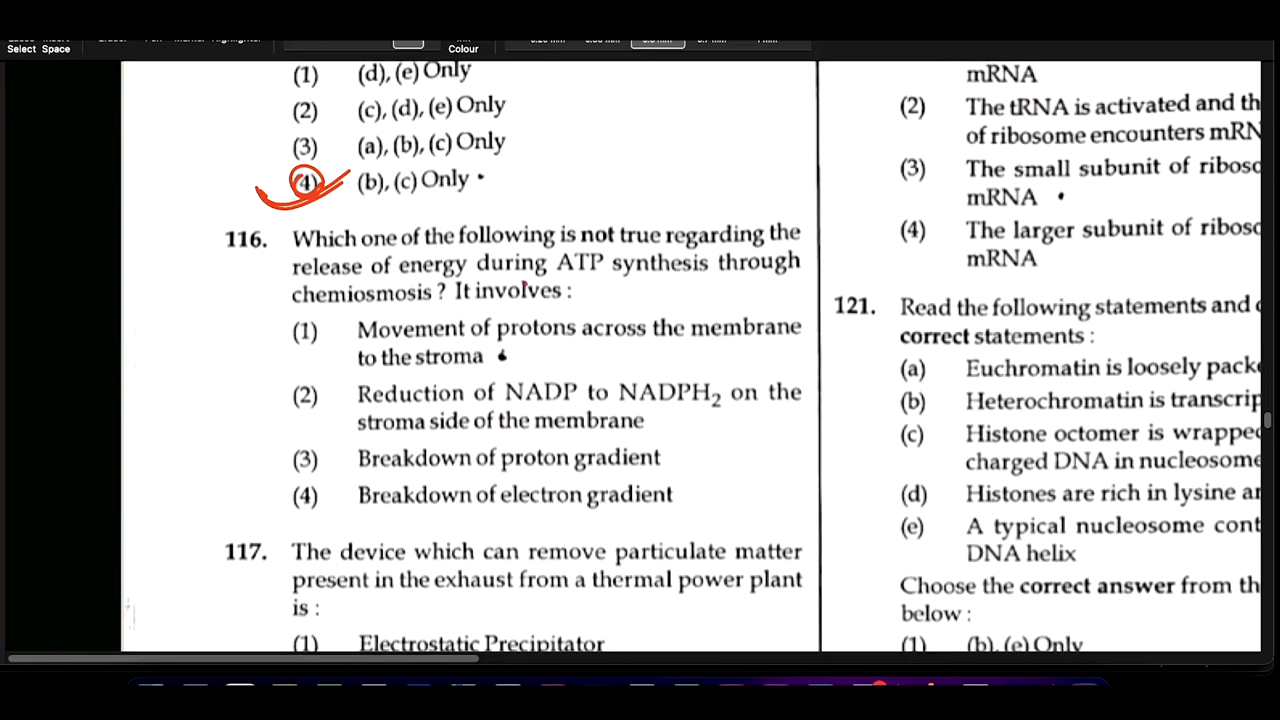 Select Space
Colour
(1) (d), (e) Only
(2) (c), (d), (e) Only
(3) (a), (b), (c) Only
(4) (b), (c) Only
116. Which one of the following is not true regarding the
release of energy during ATP synthesis through
chemiosmosis ? It involves :
(1) Movement of protons across the membrane
to the stroma
(2) Reduction of NADP to NADPH2 on the
stroma side of the membrane
(3) Breakdown of proton gradient
(4) Breakdown of electron gradient
117. The device which can remove particulate matter
present in the exhaust from a thermal power plant
is :
(1) Electrostatic Precipitator
mRNA
(2) The tRNA is activated and th
of ribosome encounters mRN
(3) The small subunit of riboso
mRNA
(4) The larger subunit of riboso
mRNA
121. Read the following statements and
correct statements :
(a) Euchromatin is loosely packe
(b) Heterochromatin is transcrip
(c) Histone octomer is wrapped
charged DNA in nucleosome
(d) Histones are rich in lysine ar
(e) A typical nucleosome cont
DNA helix
Choose the correct answer from th
below :
(1) (b), (e) Only